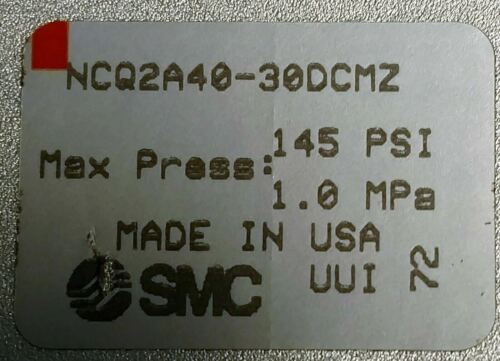 NCQ2A40-30DCMZ
Max Press: 145 PSI
1.0 MPa
MADE IN USA
SMC UUI 72